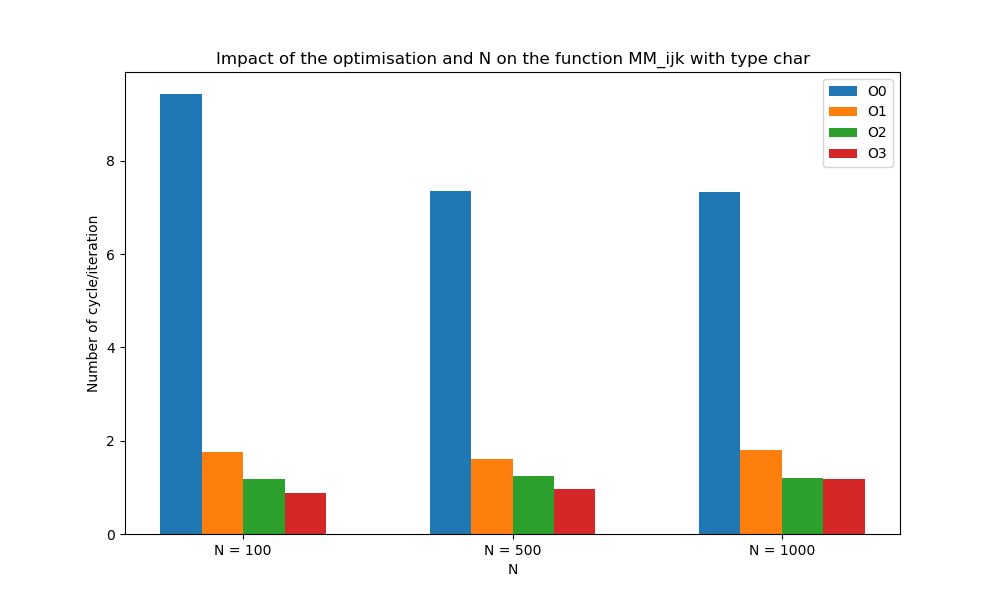 Impact of the optimisation and N on the function MM_ijk with type char
O0
O1
O2
O3
Number of cycle/iteration
8
6
4
2
0
N = 100
N = 500
N = 1000
N